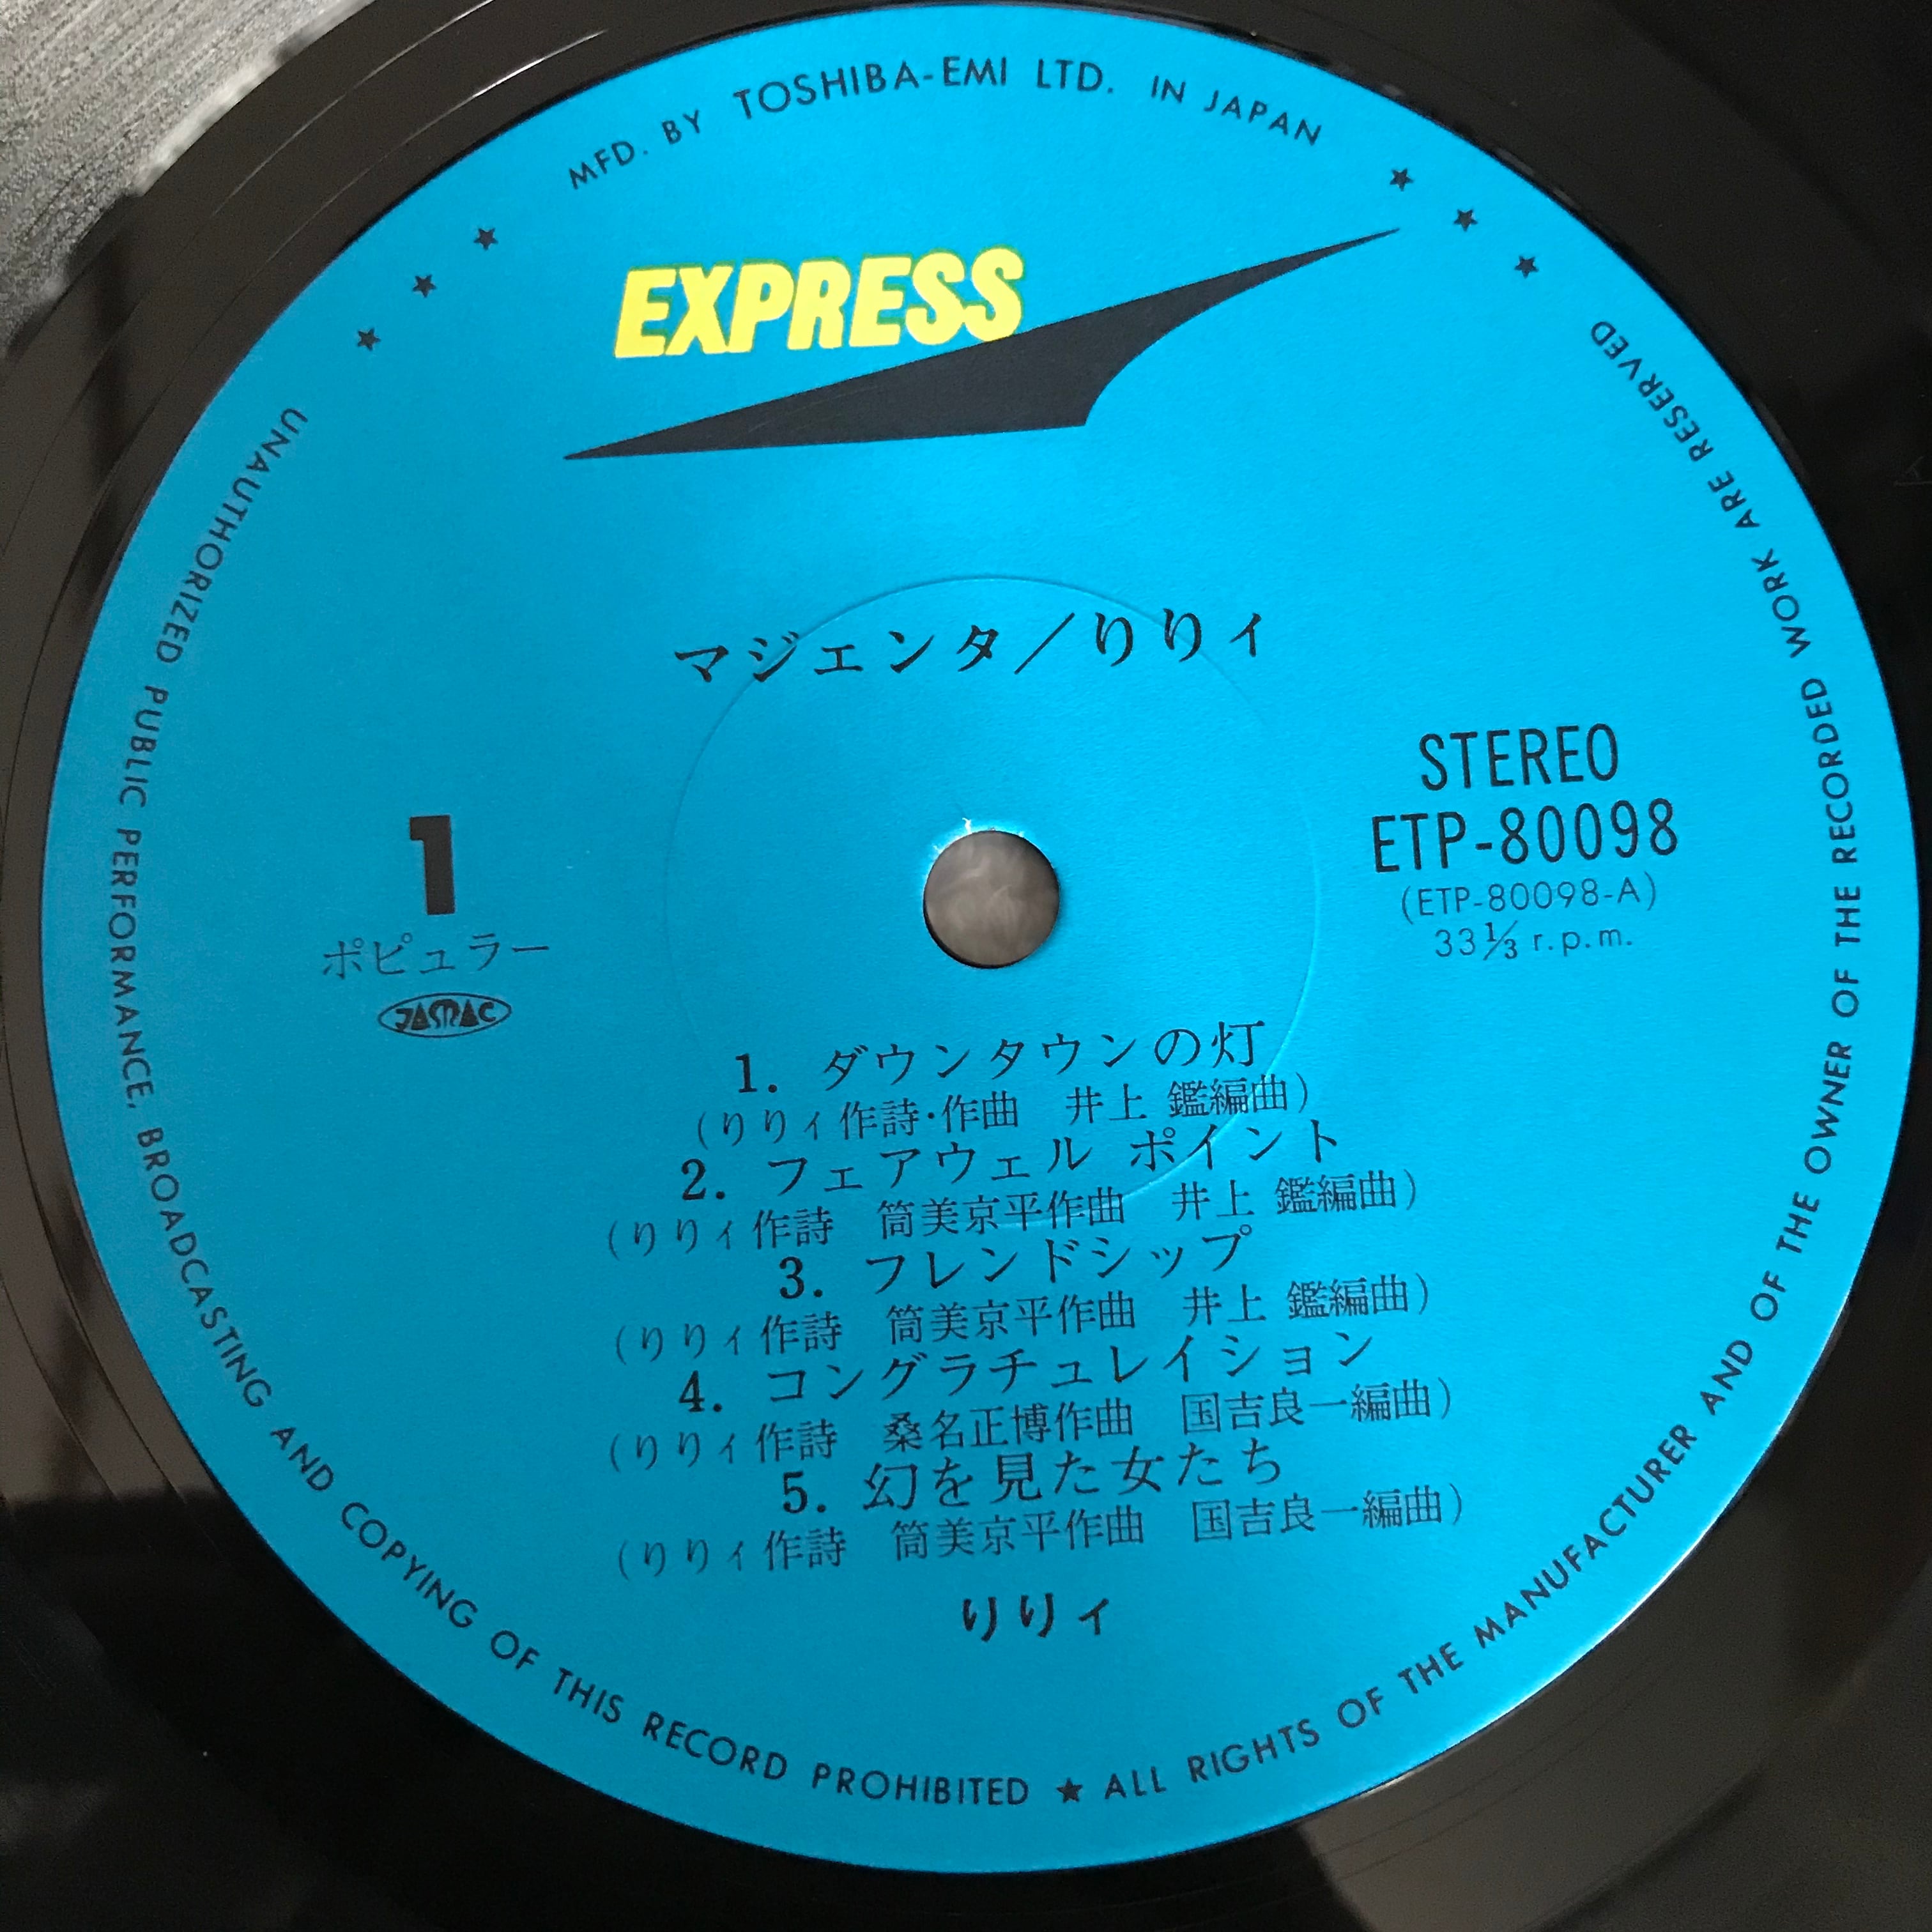 MFD. BY TOSHIBA-EMI LTD. IN JAPAN
EXPRESS
マジェンタ/りりィ
STEREO
ETP-80098
(ETP-80098-A)
33⅓ r.p.m.
1
ポピュラー
JASRAC
1. ダウンタウンの灯
(りりィ作詩・作曲 井上 鑑編曲)
2. フェアウェル ポイント
(りりィ作詩 筒美京平作曲 井上 鑑編曲)
3. フレンドシップ
(りりィ作詩 筒美京平作曲 井上 鑑編曲)
4. コングラチュレイション
(りりィ作詩 桑名正博作曲 国吉良一編曲)
5. 幻を見た女たち
(りりィ作詩 筒美京平作曲 国吉良一編曲)
りりィ
UNAUTHORIZED PUBLIC PERFORMANCE, BROADCASTING AND COPYING OF THIS RECORD PROHIBITED ★ ALL RIGHTS OF THE MANUFACTURER AND OF THE OWNER OF THE RECORDED WORK ARE RESERVED